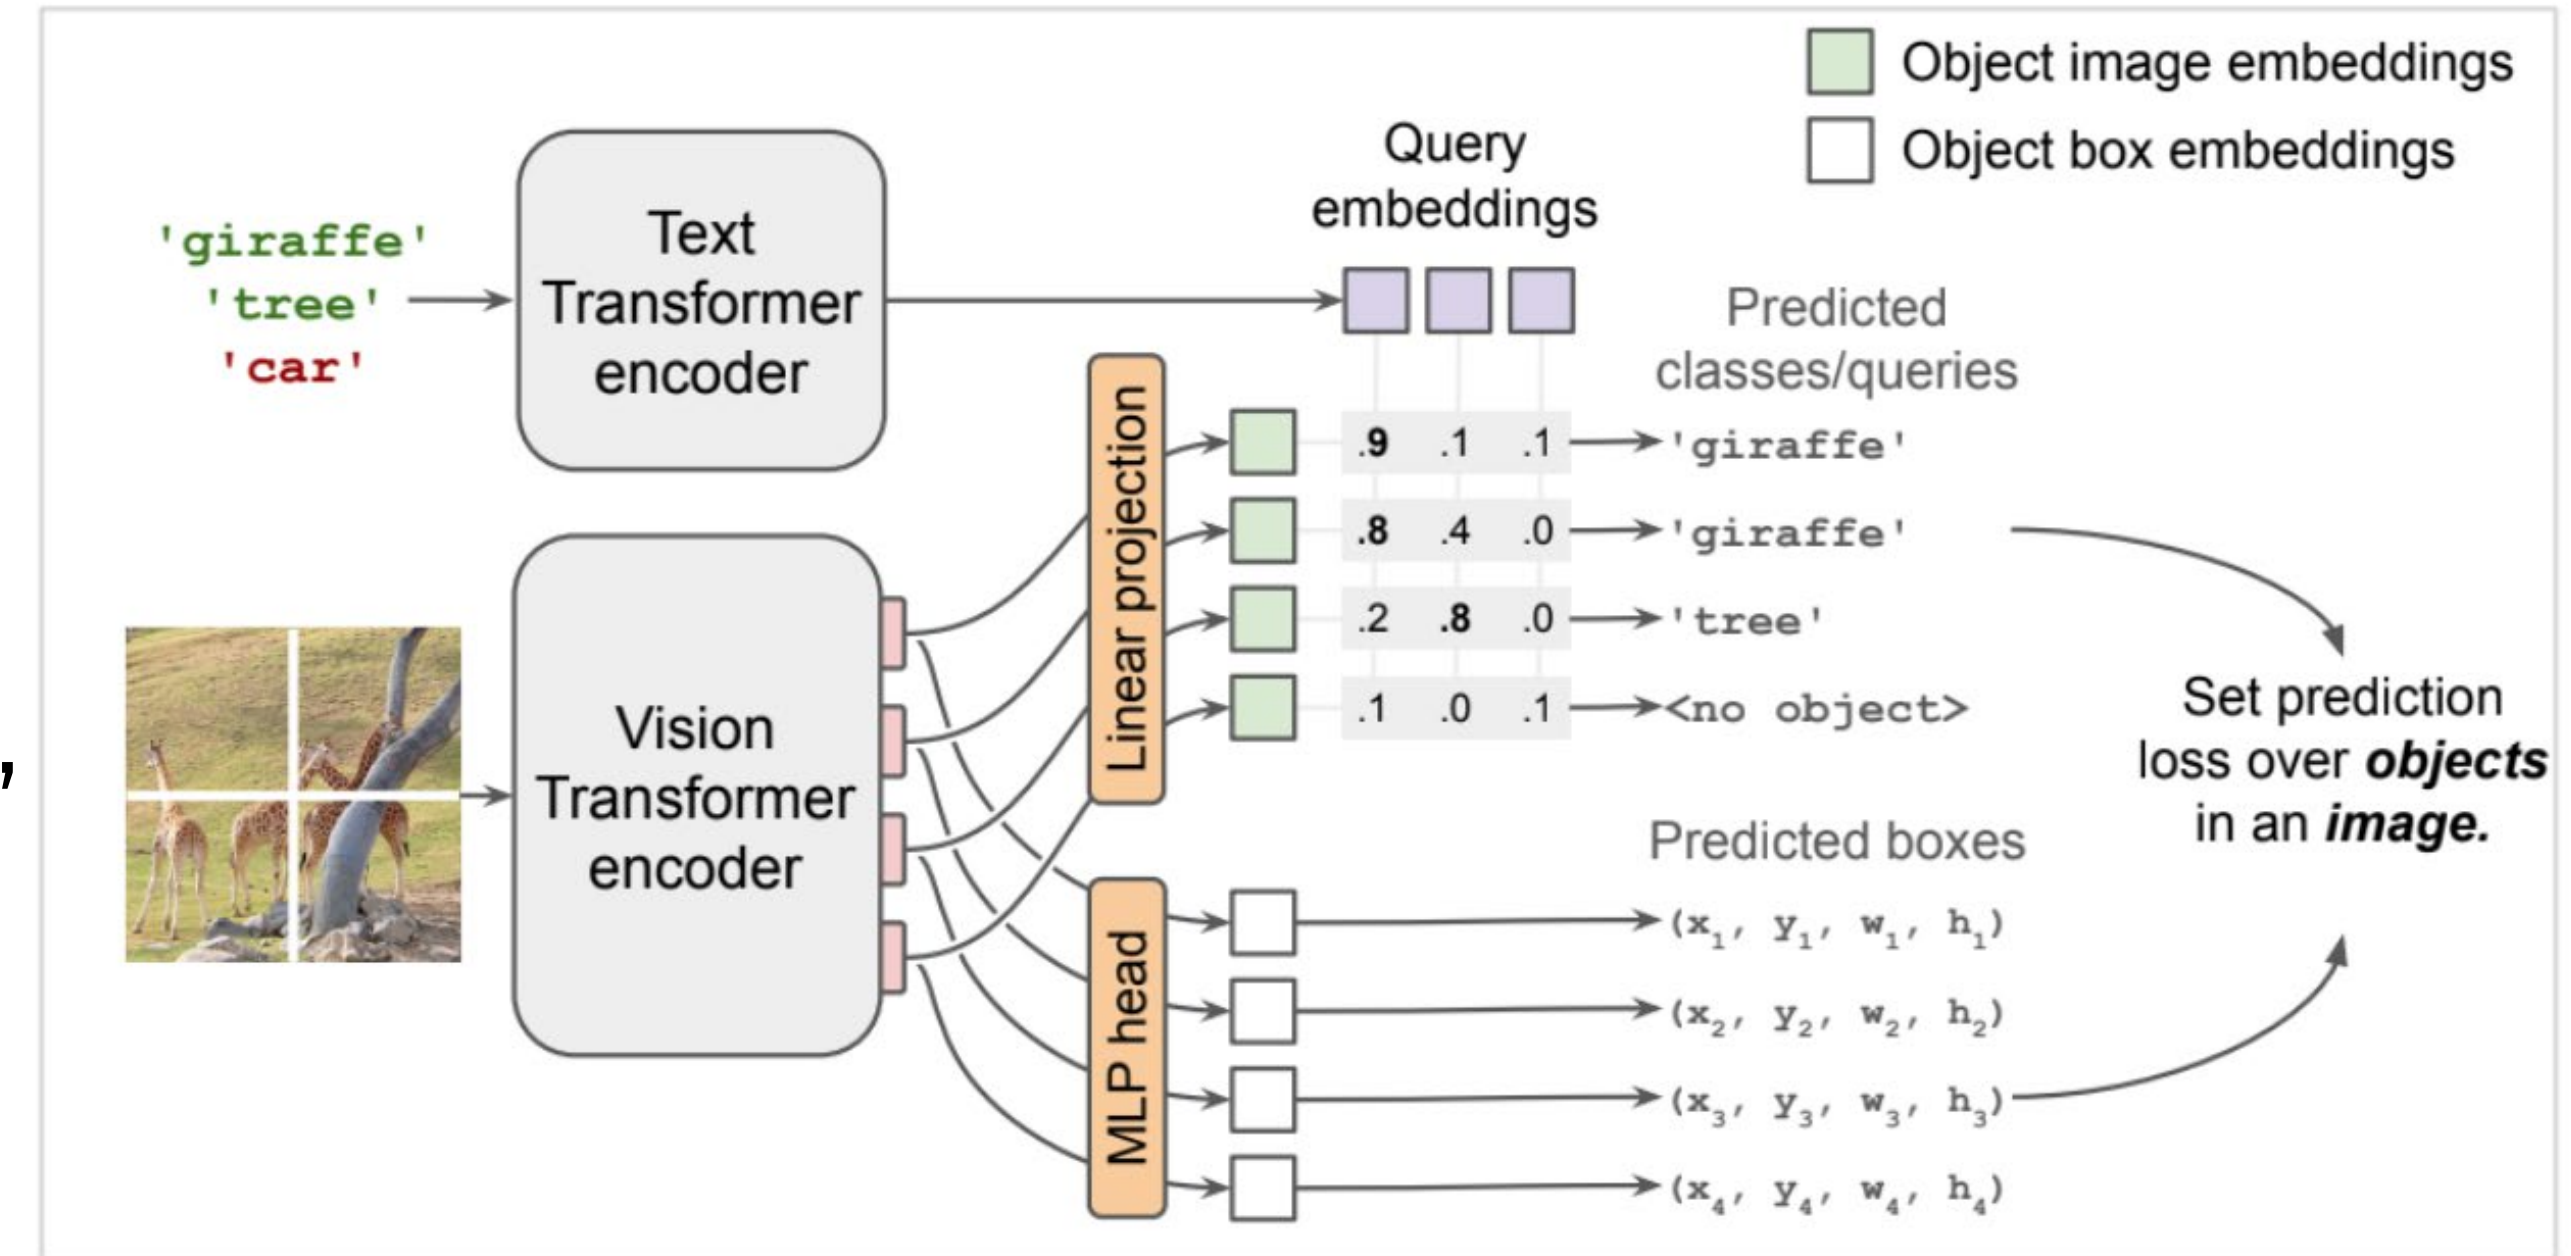 Object image embeddings
Object box embeddings
Query
embeddings
'giraffe'
'tree'
'car'
Text
Transformer
encoder
Predicted
classes/queries
Linear projection
.9 .1 .1
'giraffe'
.8 .4 .0
'giraffe'
.2 .8 .0
'tree'
.1 .0 .1
<no object>
Vision
Transformer
encoder
Set prediction
loss over objects
in an image.
,
Predicted boxes
MLP head
(x₁, y₁, w₁, h₁)
(x₂, y₂, w₂, h₂)
(x₃, y₃, w₃, h₃)
(x₄, y₄, w₄, h₄)